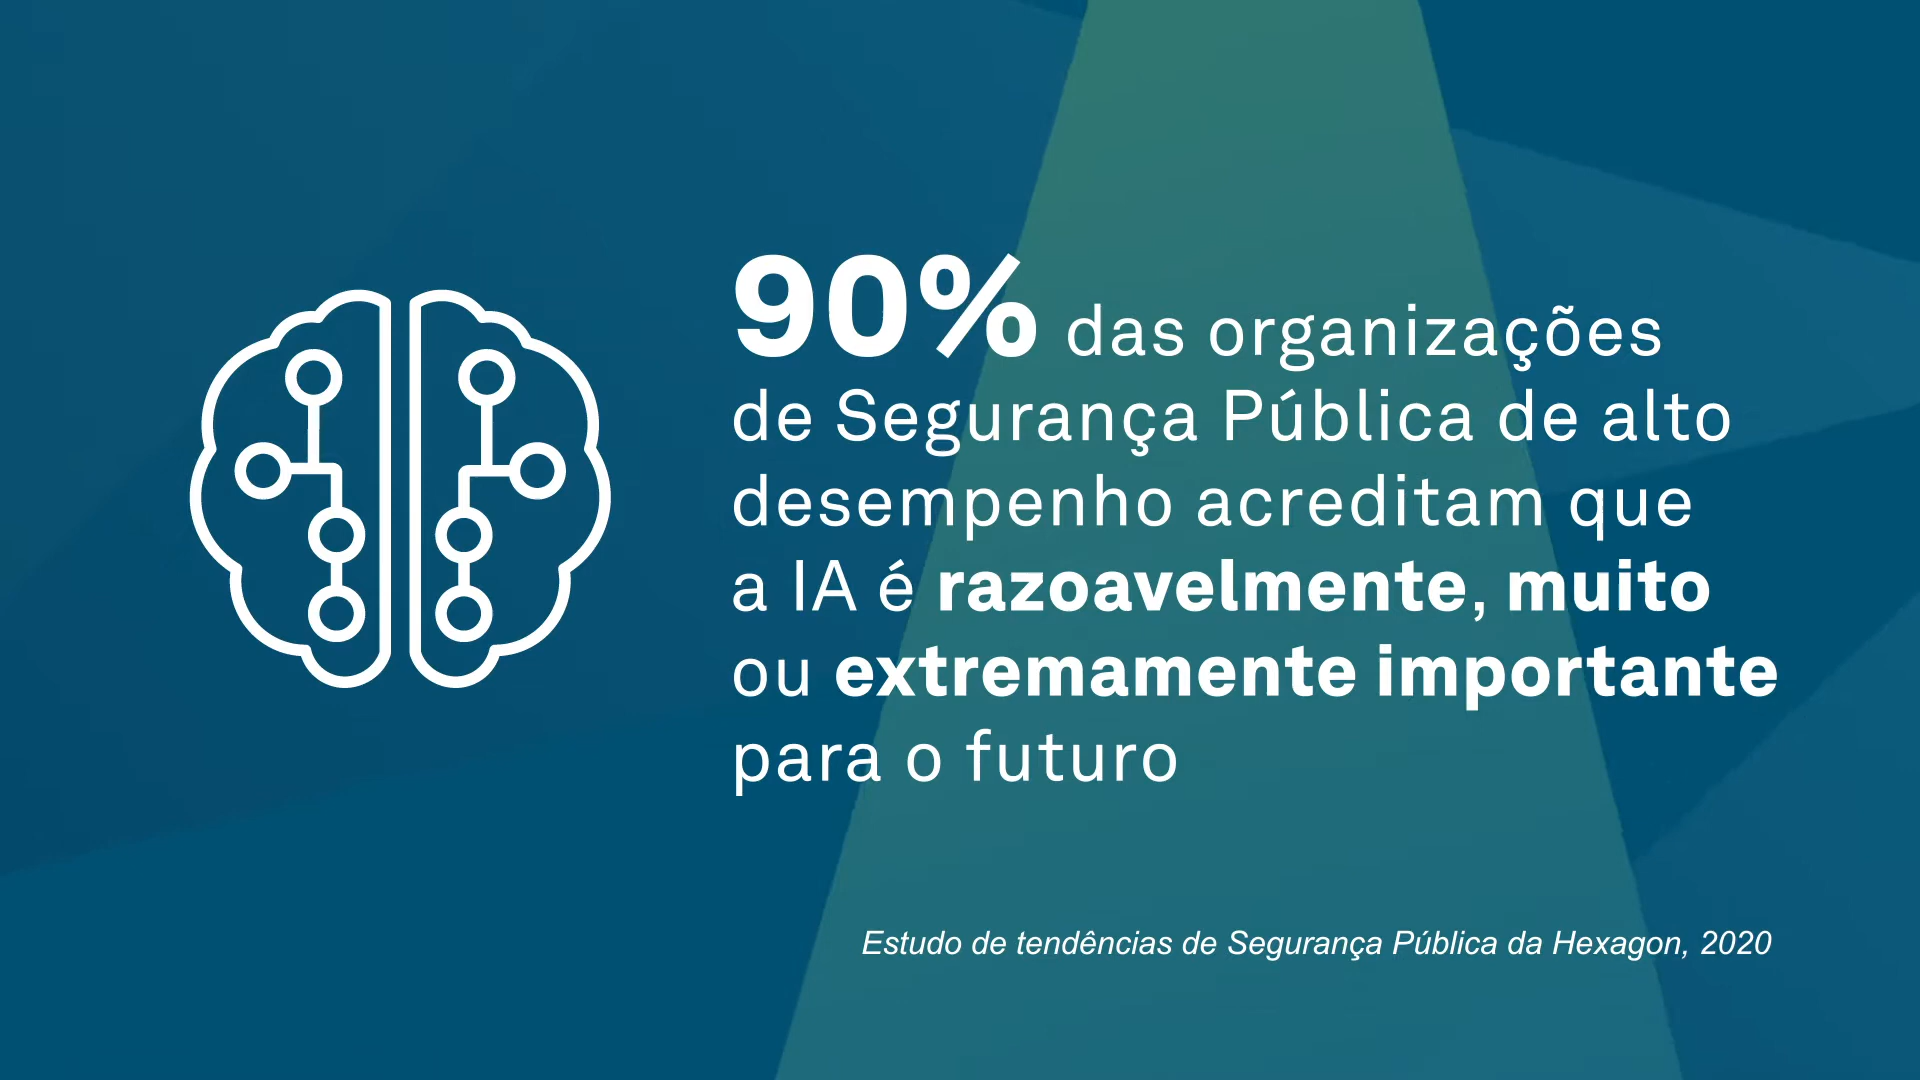 90% das organizações
de Segurança Pública de alto
desempenho acreditam que
a IA é razoavelmente, muito
ou extremamente importante
para o futuro
Estudo de tendências de Segurança Pública da Hexagon, 2020